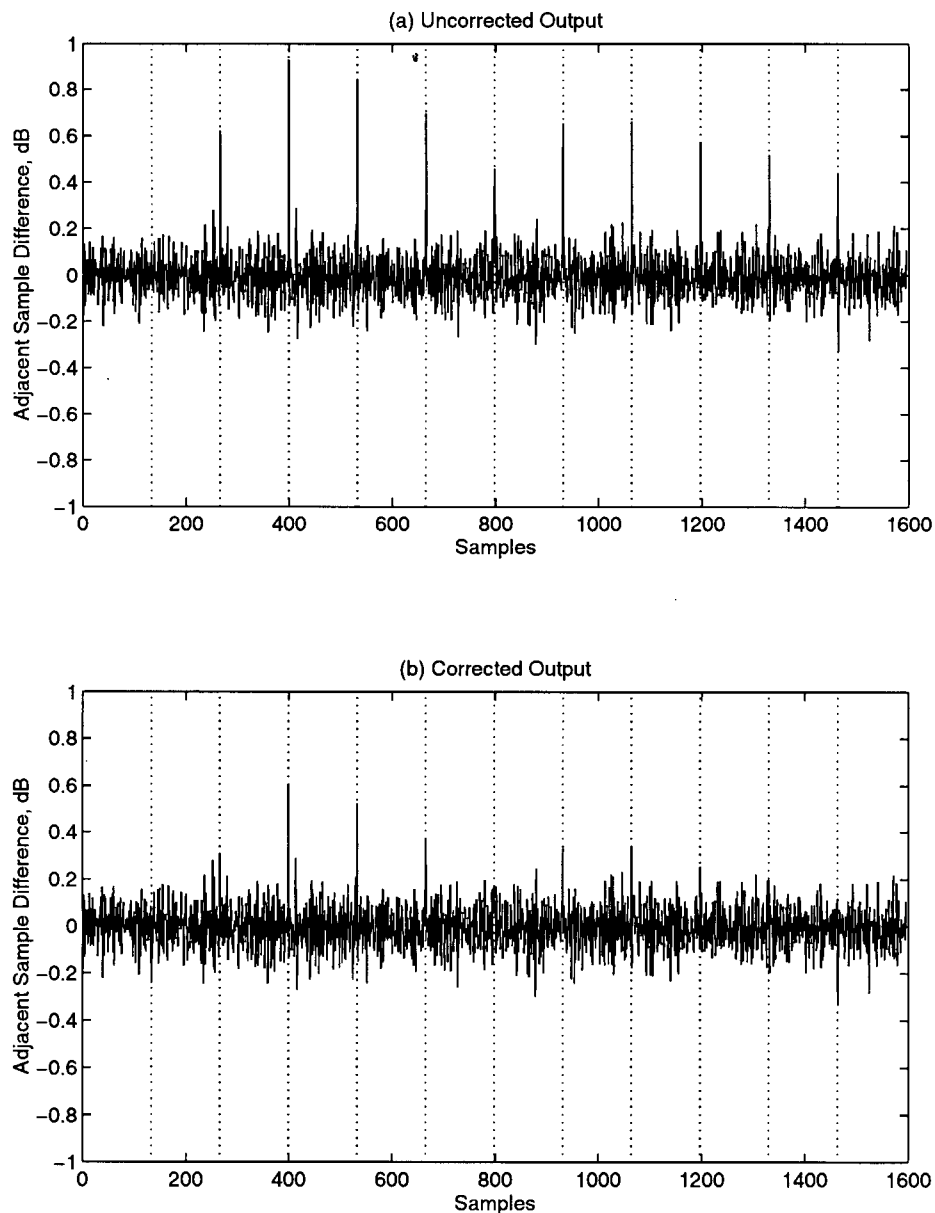 (a) Uncorrected Output
1
0.8
0.6
0.4
0.2
0
−0.2
−0.4
−0.6
−0.8
−1
Adjacent Sample Difference, dB
0 200 400 600 800 1000 1200 1400 1600
Samples
(b) Corrected Output
1
0.8
0.6
0.4
0.2
0
−0.2
−0.4
−0.6
−0.8
−1
Adjacent Sample Difference, dB
0 200 400 600 800 1000 1200 1400 1600
Samples